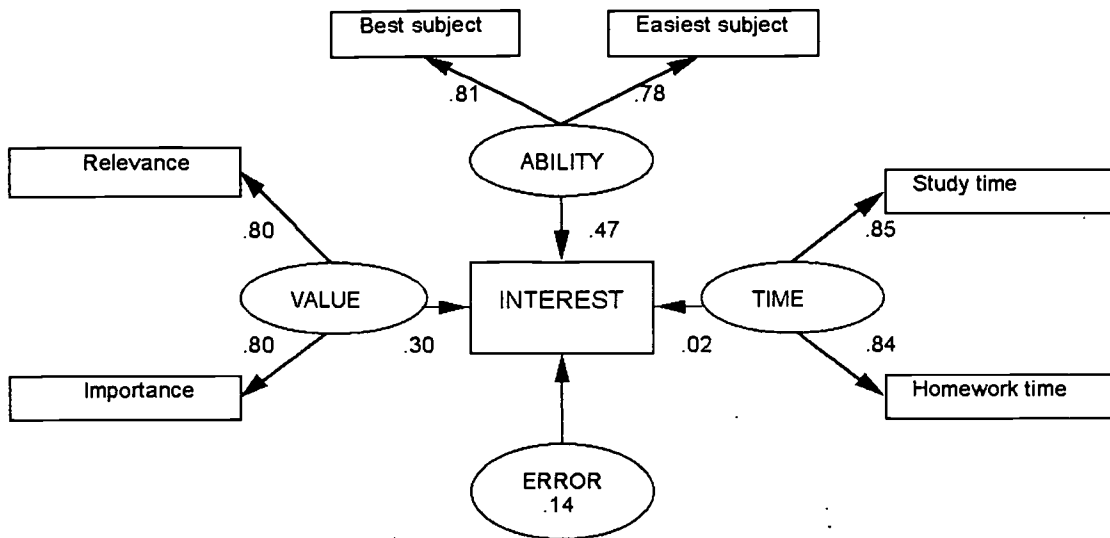 Best subject
Easiest subject
.81
.78
ABILITY
Relevance
Study time
.80
.47
.85
VALUE
INTEREST
TIME
.80
.30
.02
.84
Importance
Homework time
ERROR
.14